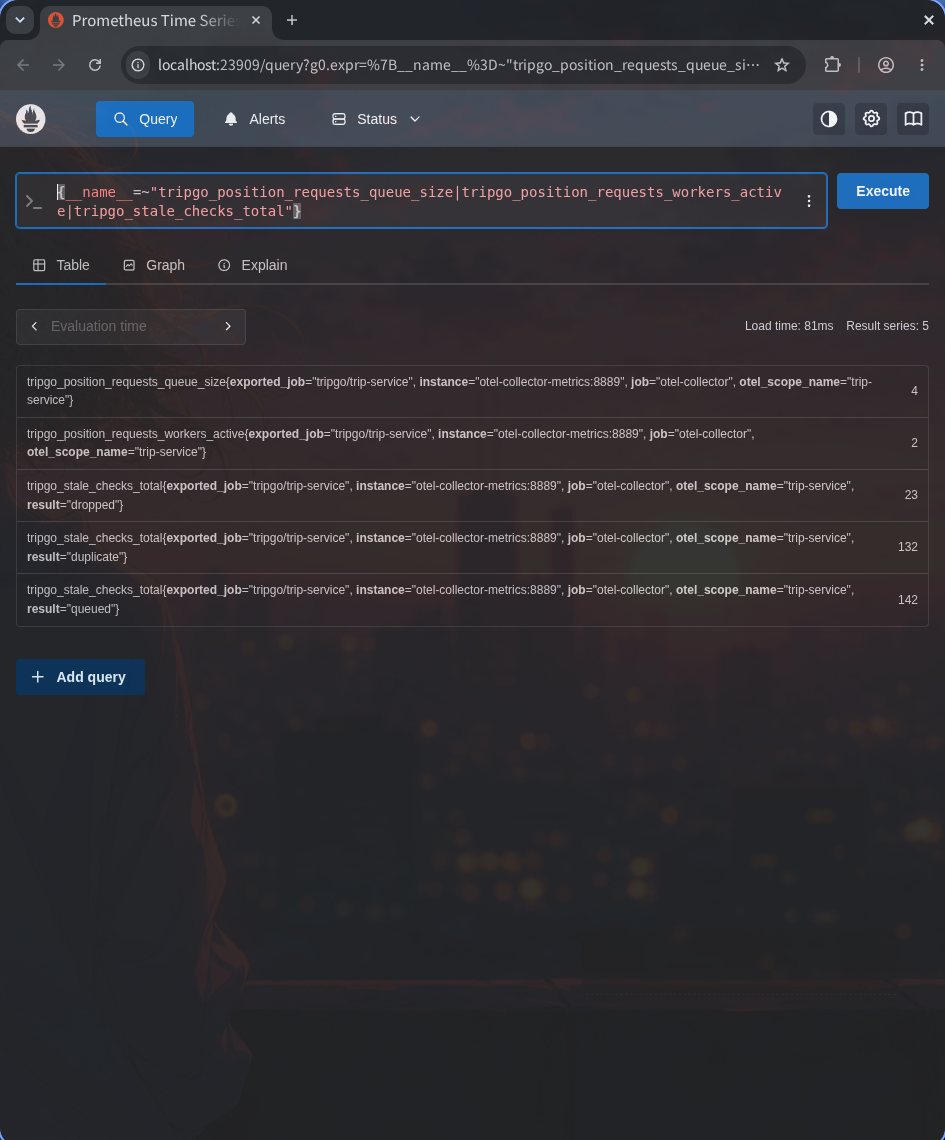 Prometheus Time Serie
localhost:23909/query?g0.expr=%7B__name__%3D~"tripgo_position_requests_queue_si···
Query
Alerts
Status
{__name__=~"tripgo_position_requests_queue_size|tripgo_position_requests_workers_activ
e|tripgo_stale_checks_total"}
Execute
Table
Graph
Explain
Evaluation time
Load time: 81ms
Result series: 5
tripgo_position_requests_queue_size{exported_job="tripgo/trip-service", instance="otel-collector-metrics:8889", job="otel-collector", otel_scope_name="trip-
service"}
4
tripgo_position_requests_workers_active{exported_job="tripgo/trip-service", instance="otel-collector-metrics:8889", job="otel-collector",
otel_scope_name="trip-service"}
2
tripgo_stale_checks_total{exported_job="tripgo/trip-service", instance="otel-collector-metrics:8889", job="otel-collector", otel_scope_name="trip-service",
result="dropped"}
23
tripgo_stale_checks_total{exported_job="tripgo/trip-service", instance="otel-collector-metrics:8889", job="otel-collector", otel_scope_name="trip-service",
result="duplicate"}
132
tripgo_stale_checks_total{exported_job="tripgo/trip-service", instance="otel-collector-metrics:8889", job="otel-collector", otel_scope_name="trip-service",
result="queued"}
142
Add query